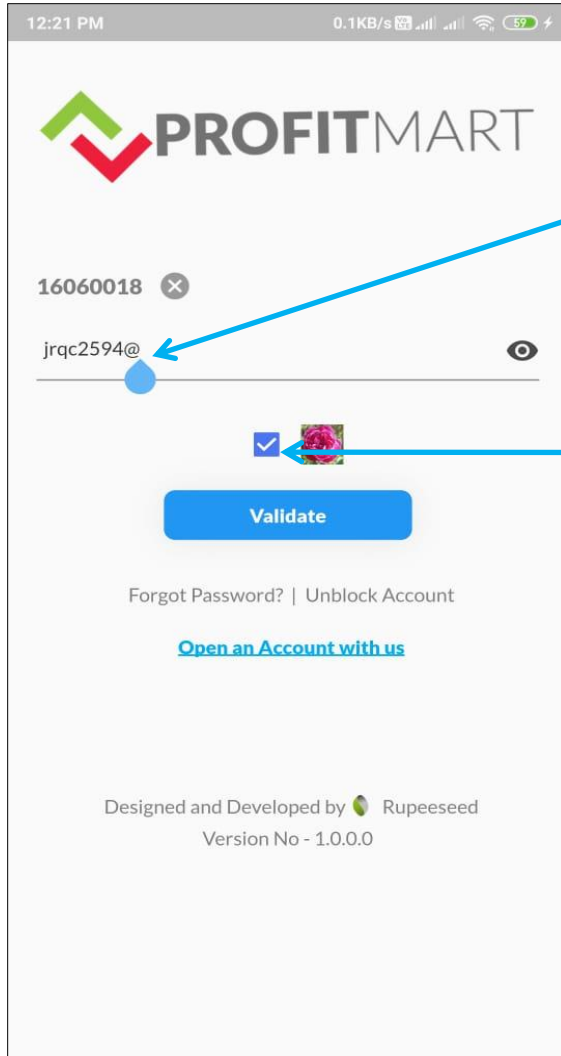 12:21 PM 0.1KB/s 59
PROFITMART
16060018
jrqc2594@
Validate
Forgot Password? | Unblock Account
Open an Account with us
Designed and Developed by Rupeeseed
Version No - 1.0.0.0